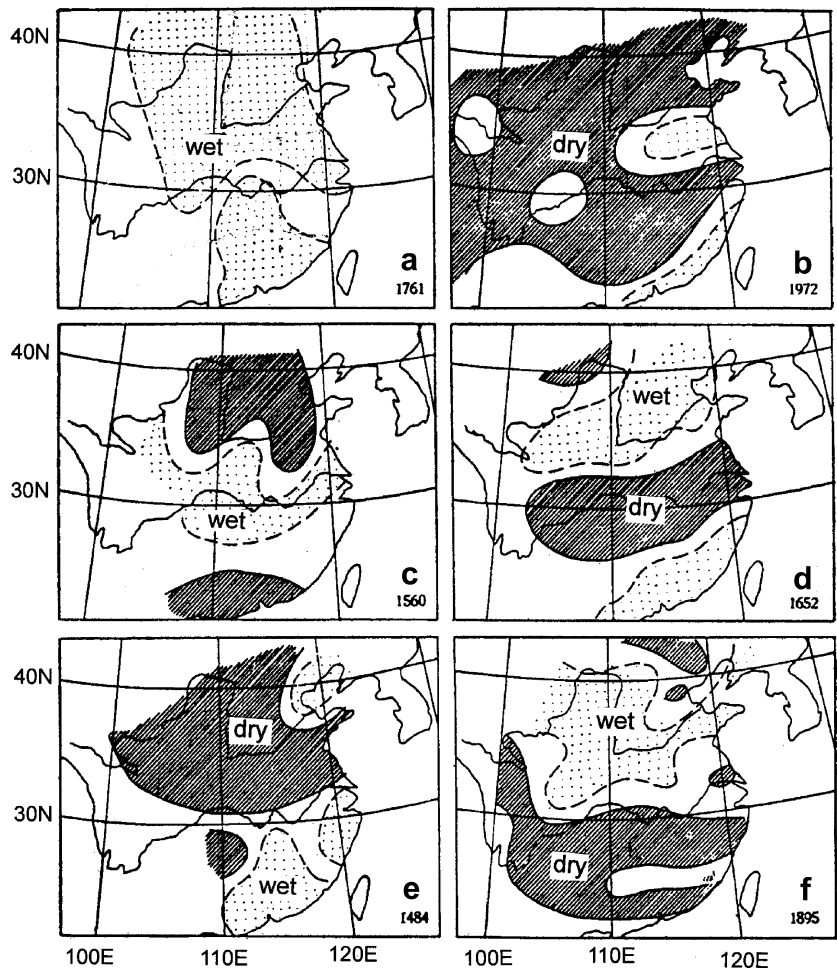 40N
wet
30N
a
1761
dry
b
1972
40N
30N
wet
c
1560
wet
dry
d
1652
40N
dry
30N
wet
e
1484
wet
dry
f
1895
100E 110E 120E 100E 110E 120E